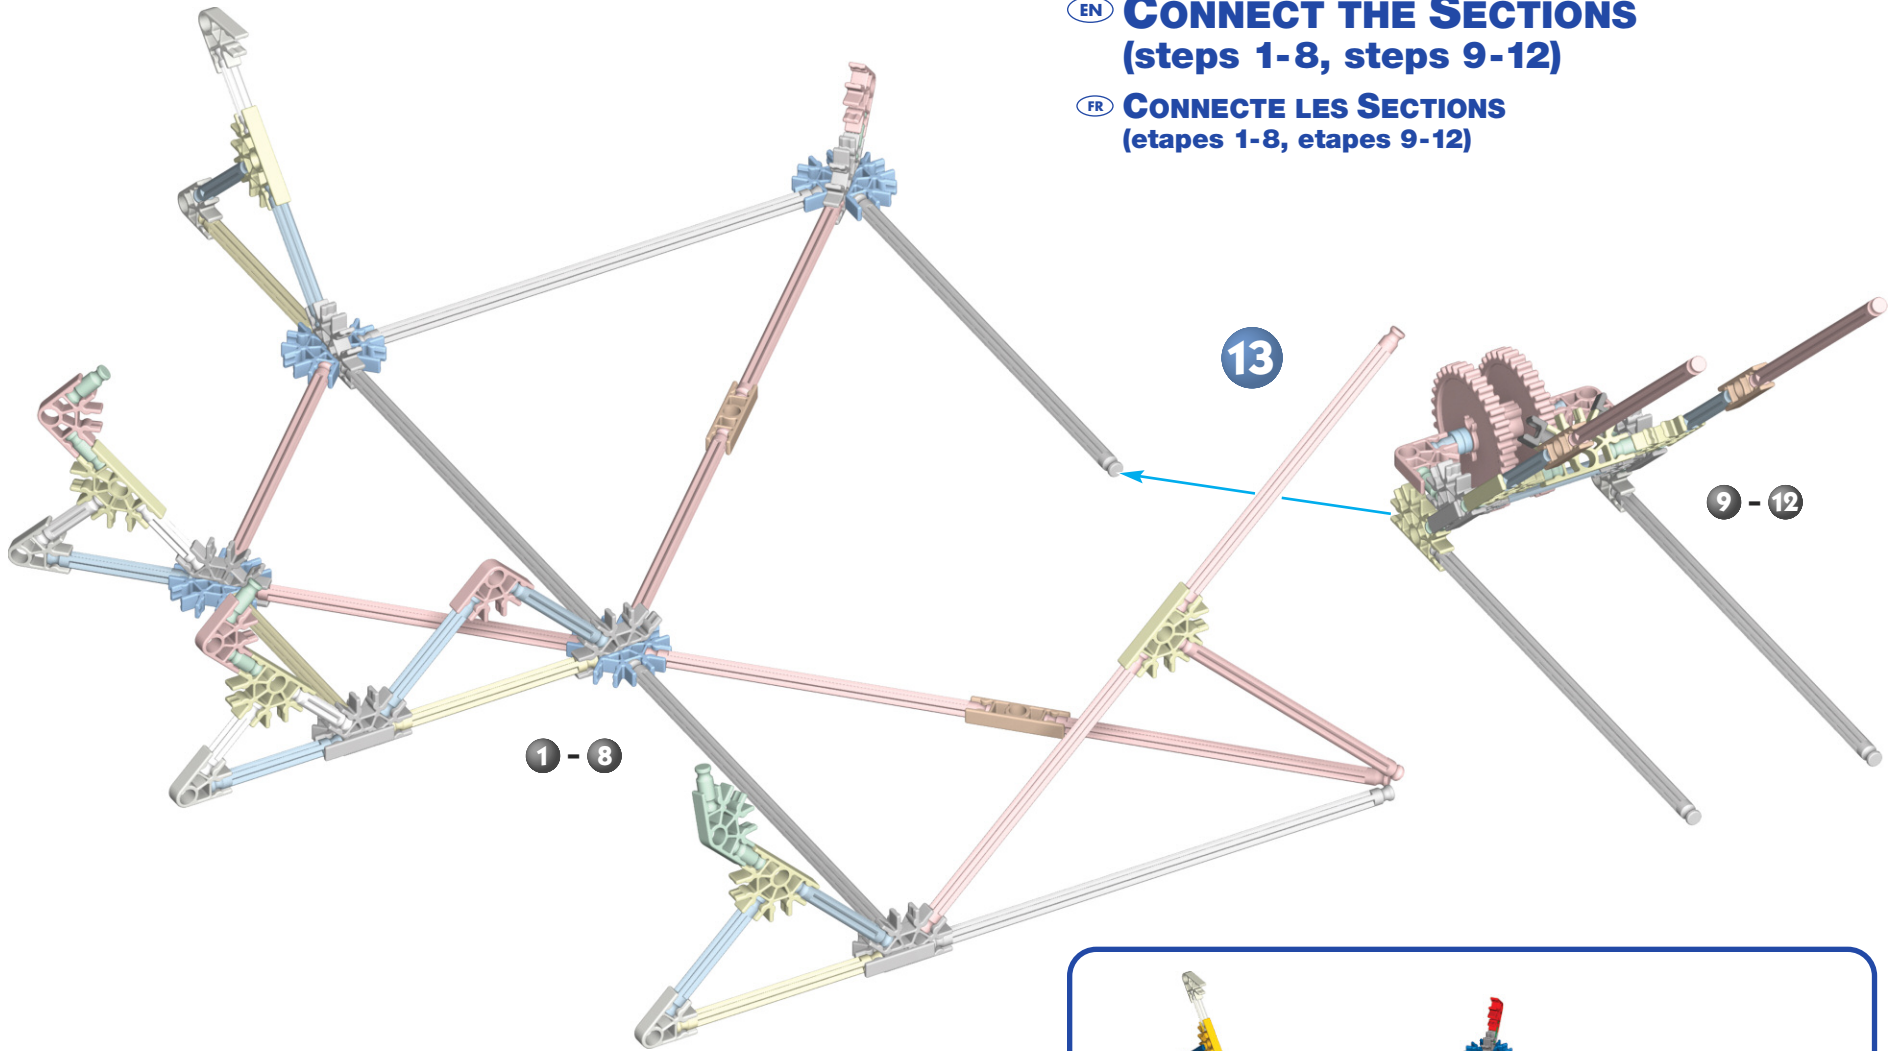 EN CONNECT THE SECTIONS
(steps 1-8, steps 9-12)
FR CONNECTE LES SECTIONS
(etapes 1-8, etapes 9-12)
13
9 - 12
1 - 8